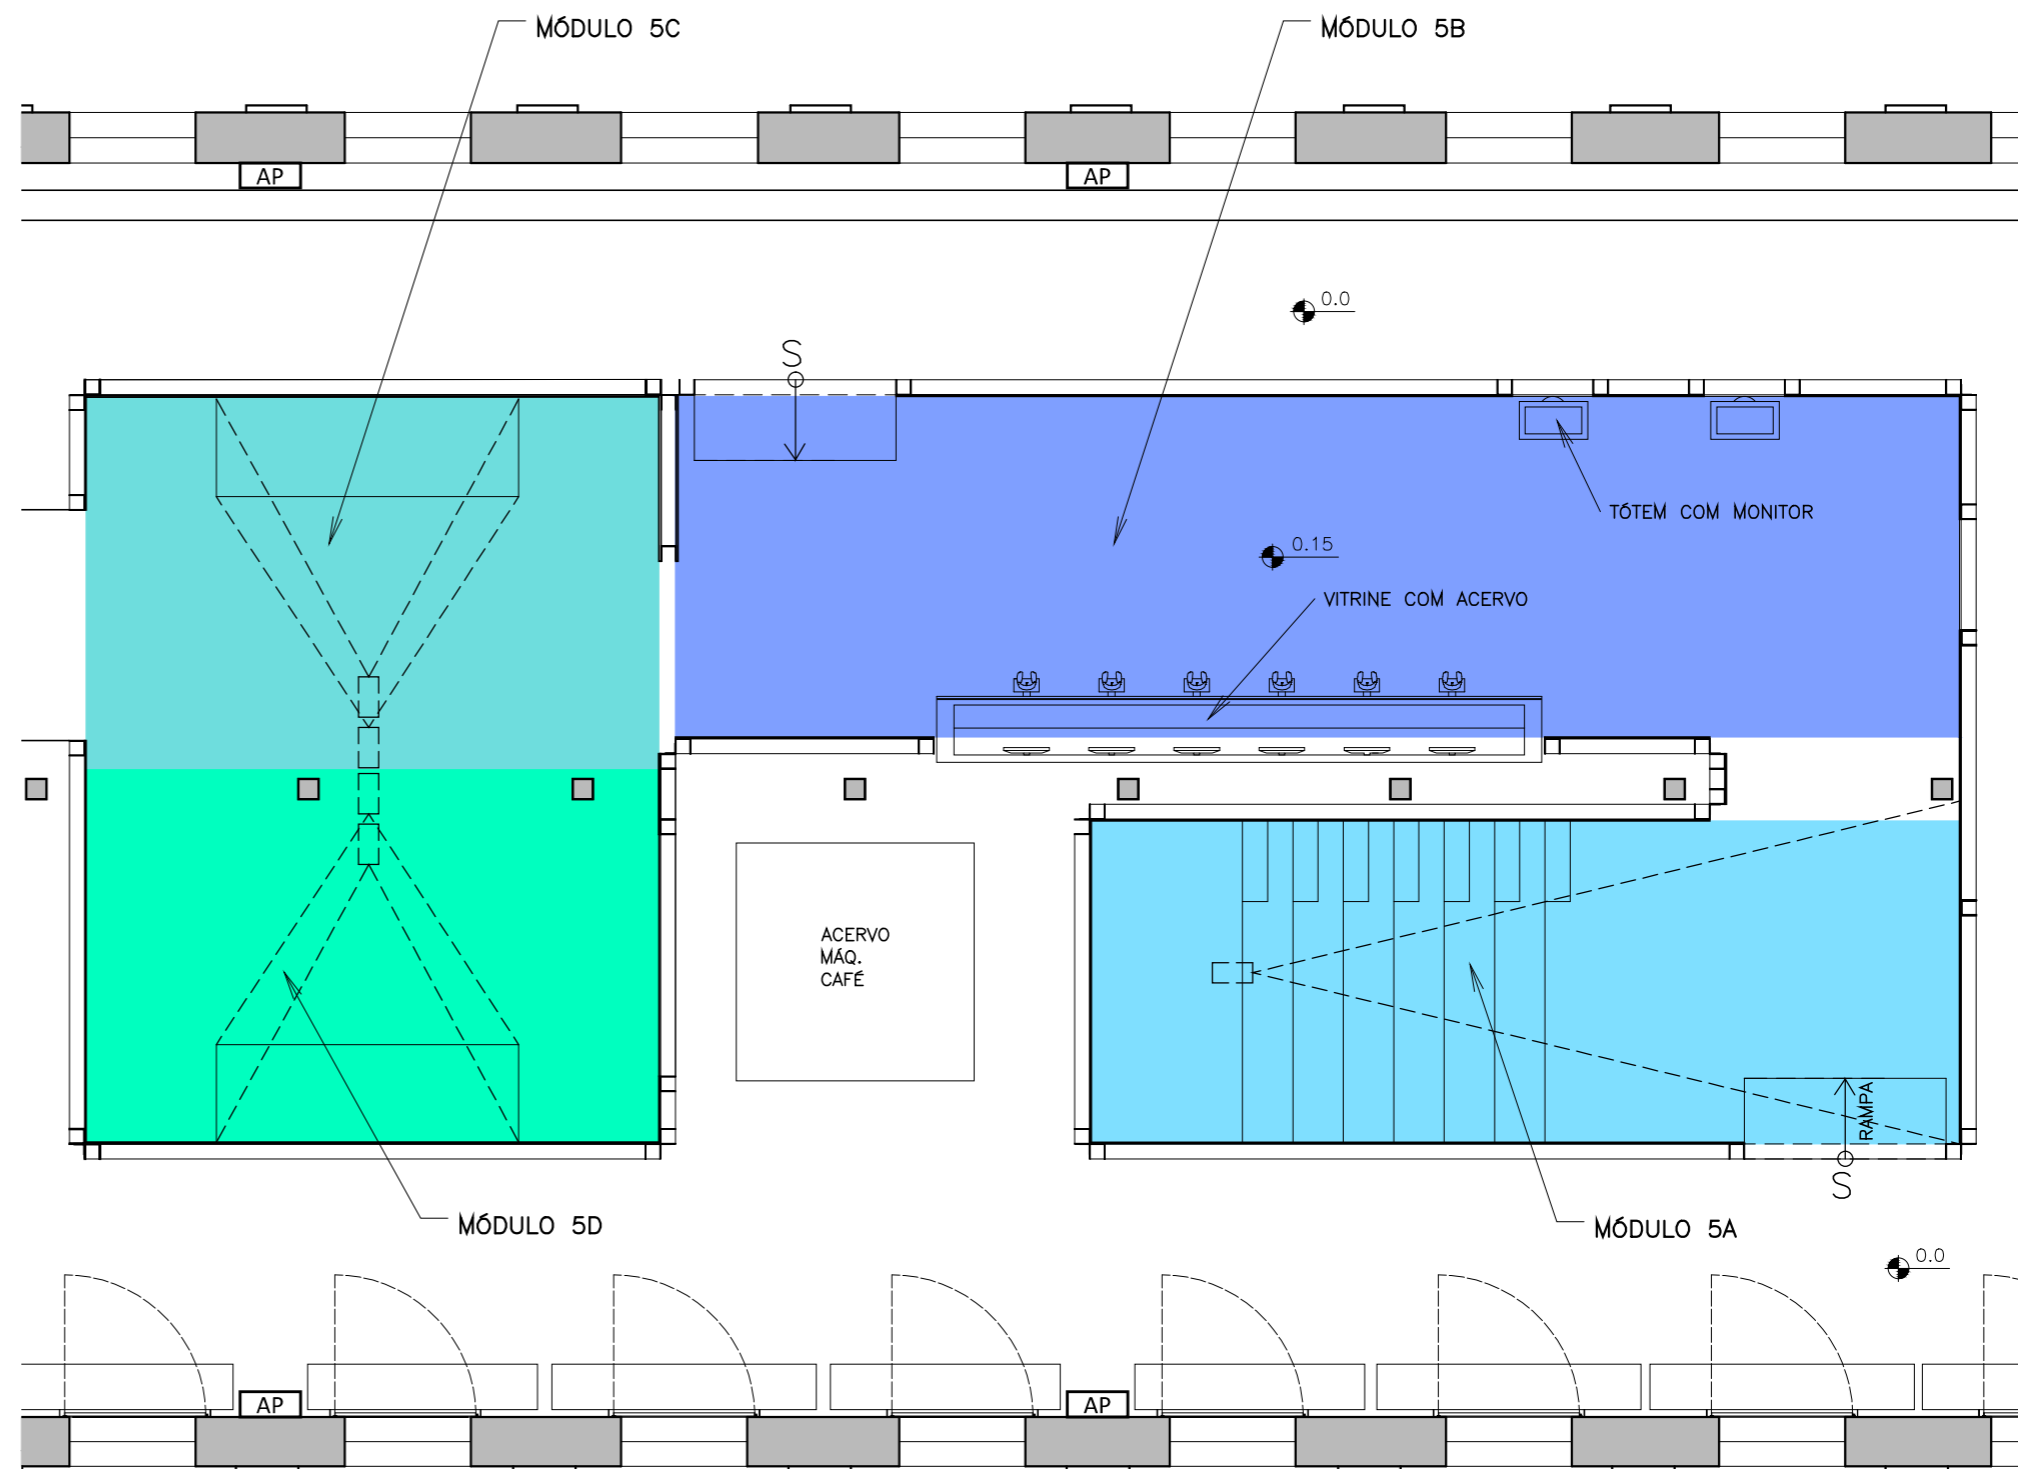 MÓDULO 5C
MÓDULO 5B
AP
AP
0.0
S
TÓTEM COM MONITOR
0.15
VITRINE COM ACERVO
ACERVO
MÁQ.
CAFÉ
RAMPA
S
MÓDULO 5D
MÓDULO 5A
0.0
AP
AP